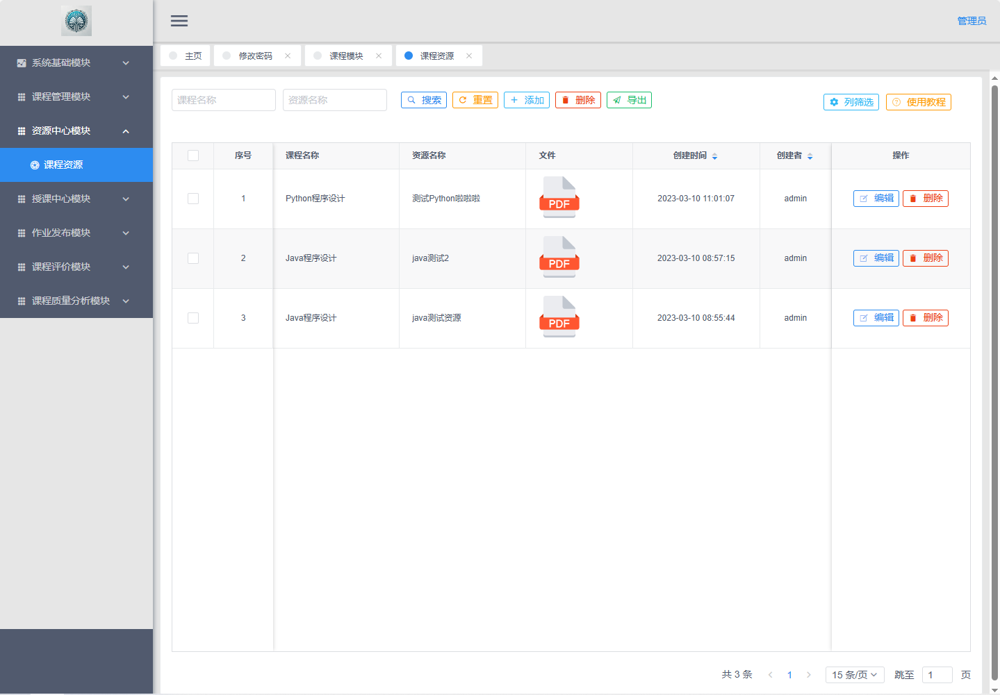 管理员
系统基础模块
课程管理模块
资源中心模块
课程资源
授课中心模块
作业发布模块
课程评价模块
课程质量分析模块
主页 修改密码 课程模块 课程资源
课程名称 资源名称 搜索 重置 添加 删除 导出 列筛选 使用教程
序号 课程名称 资源名称 文件 创建时间 创建者 操作
1 Python程序设计 测试Python啦啦啦 PDF 2023-03-10 11:01:07 admin 编辑 删除
2 Java程序设计 java测试2 PDF 2023-03-10 08:57:15 admin 编辑 删除
3 Java程序设计 java测试资源 PDF 2023-03-10 08:55:44 admin 编辑 删除
共 3 条 1 15 条/页 跳至 1 页